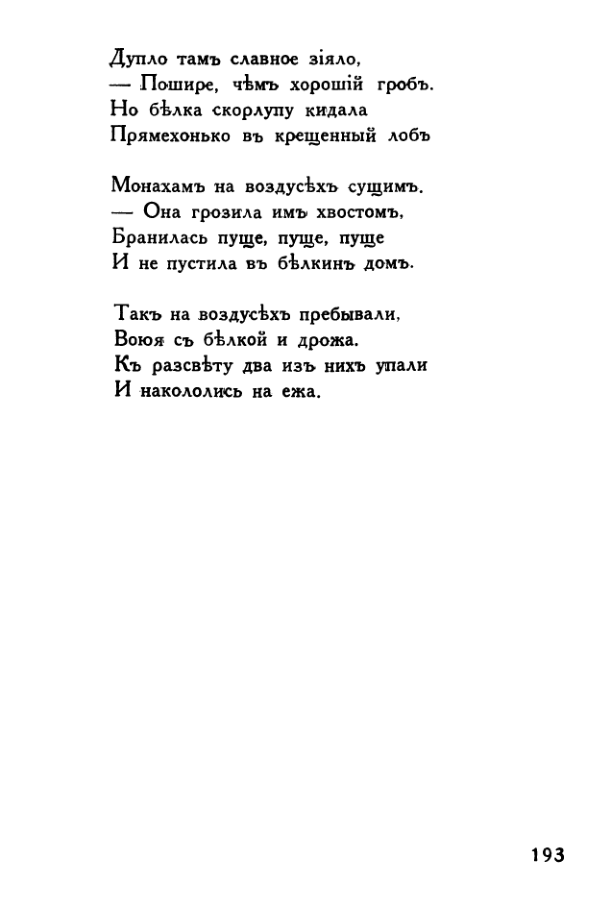 Дупло тамъ славное зіяло,
— Пошире, чѣмъ хорошій гробъ.
Но бѣлка скорлупу кидала
Прямехонько въ крещенный лобъ
Монахамъ на воздусѣхъ сущимъ.
— Она грозила имъ хвостомъ,
Бранилась пуще, пуще, пуще
И не пустила въ бѣлкинъ домъ.
Такъ на воздусѣхъ пребывали,
Воюя съ бѣлкой и дрожа.
Къ разсвѣту два изъ нихъ упали
И накололись на ежа.
193